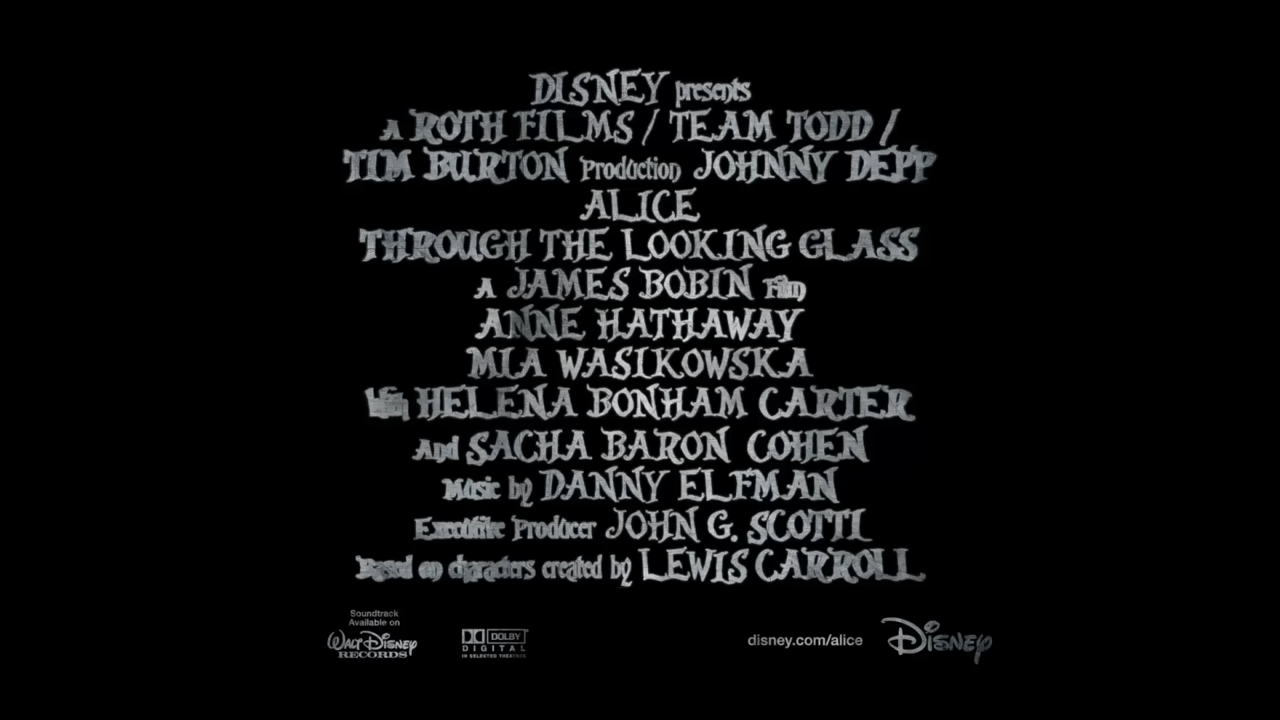 DISNEY presents
A ROTH FILMS / TEAM TODD /
TIM BURTON Production JOHNNY DEPP
ALICE
THROUGH THE LOOKING GLASS
A JAMES BOBIN Film
ANNE HATHAWAY
MIA WASIKOWSKA
With HELENA BONHAM CARTER
And SACHA BARON COHEN
Music by DANNY ELFMAN
Executive Producer JOHN G. SCOTTI
Based on characters created by LEWIS CARROLL
Soundtrack
Available on
WALT DISNEY
RECORDS
DOLBY
DIGITAL
IN SELECTED THEATRES
disney.com/alice
Disney